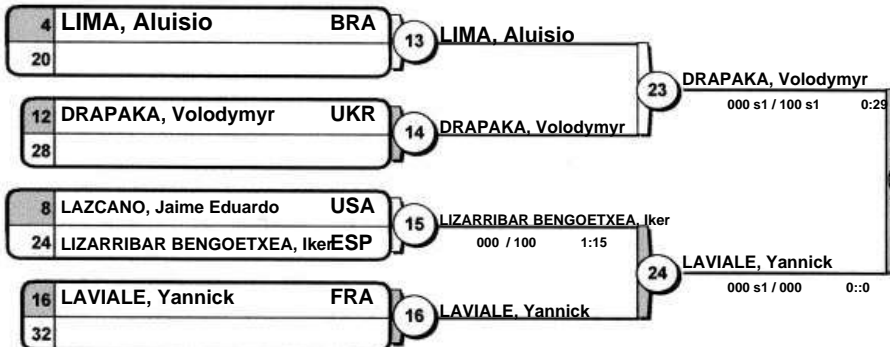 4 LIMA, Aluisio BRA
20
13
LIMA, Aluisio
12 DRAPAKA, Volodymyr UKR
28
14
DRAPAKA, Volodymyr
23
DRAPAKA, Volodymyr
000 s1 / 100 s1 0:29
8 LAZCANO, Jaime Eduardo USA
24 LIZARRIBAR BENGOETXEA, Iker ESP
15
LIZARRIBAR BENGOETXEA, Iker
000 / 100 1:15
16 LAVIALE, Yannick FRA
32
16
LAVIALE, Yannick
24
LAVIALE, Yannick
000 s1 / 000 0::0